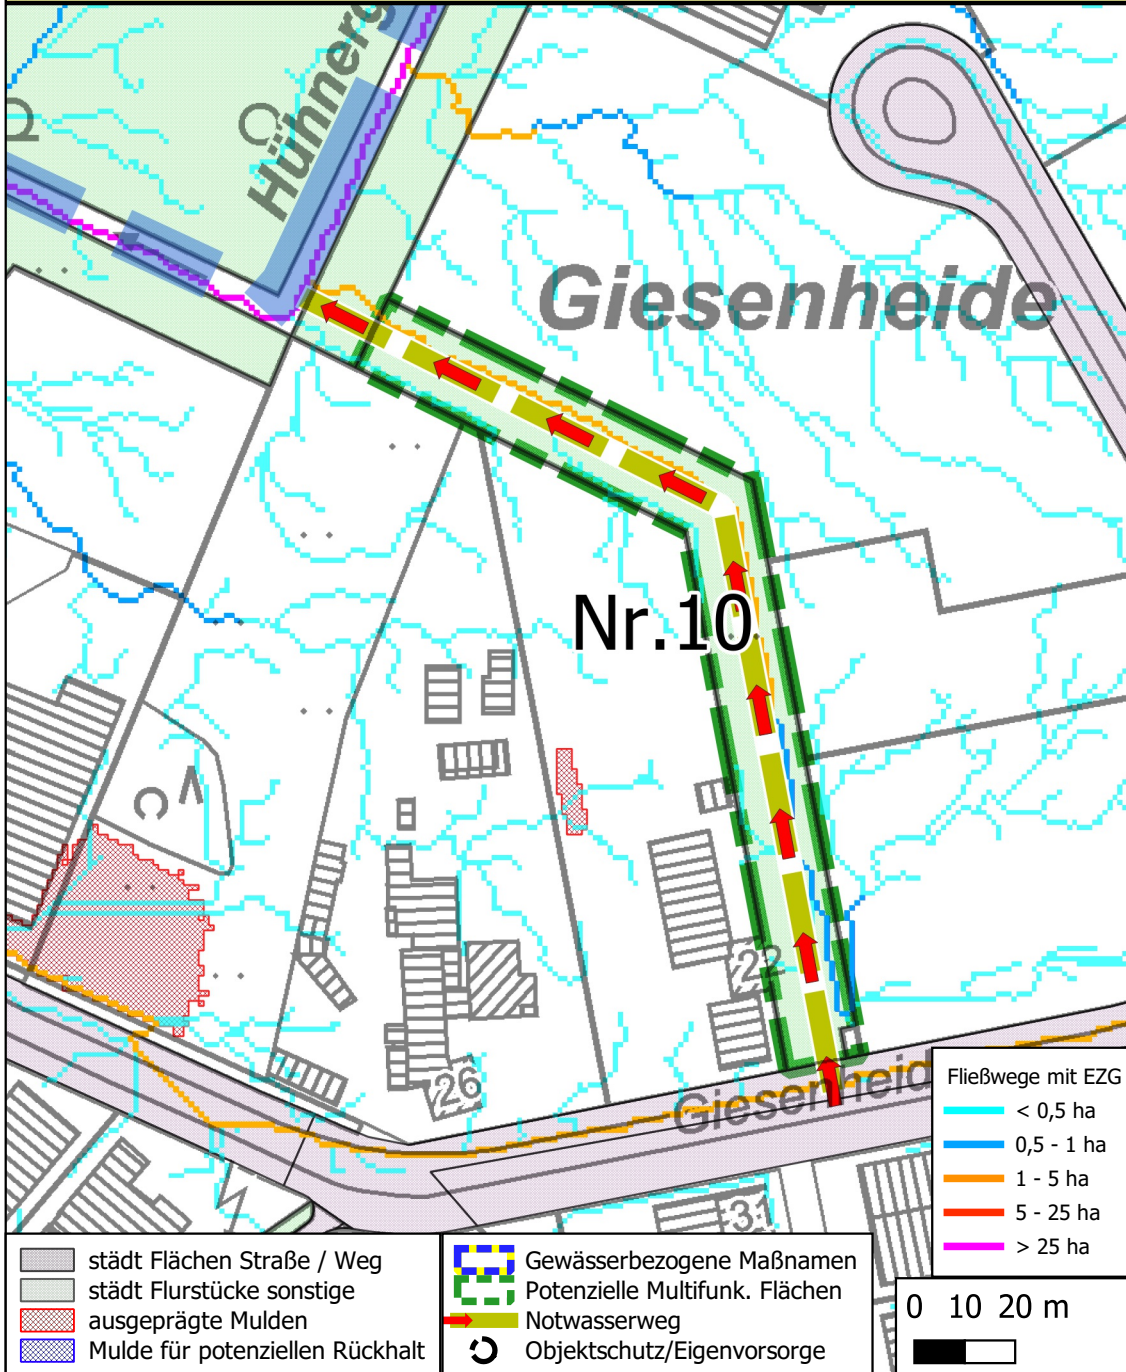 Hühnerg
Giesenheide
Nr.10
22
26
Giesenheid
31
Fließwege mit EZG
< 0,5 ha
0,5 - 1 ha
1 - 5 ha
5 - 25 ha
> 25 ha
städt Flächen Straße / Weg
städt Flurstücke sonstige
ausgeprägte Mulden
Mulde für potenziellen Rückhalt
Gewässerbezogene Maßnamen
Potenzielle Multifunk. Flächen
Notwasserweg
Objektschutz/Eigenvorsorge
0 10 20 m